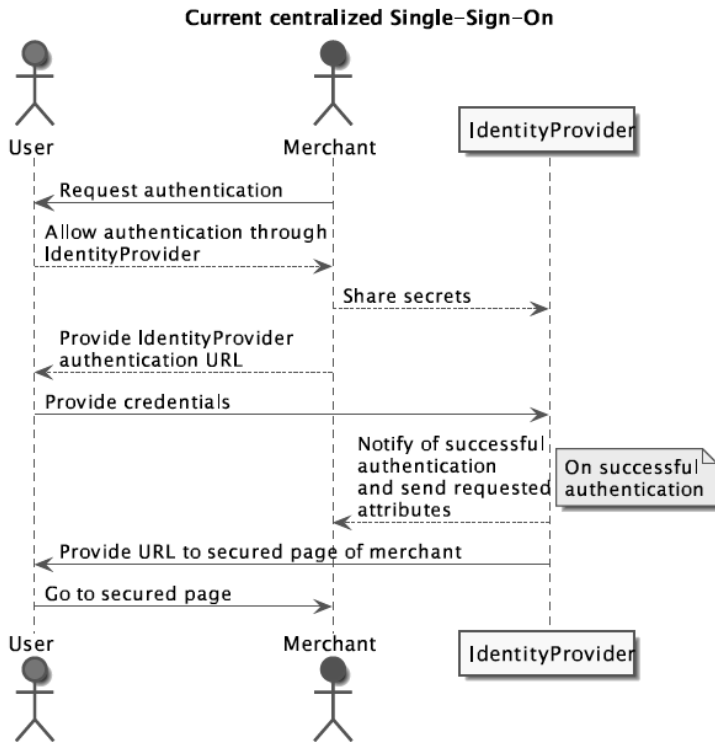 Current centralized Single-Sign-On
User
Merchant
IdentityProvider
Request authentication
Allow authentication through
IdentityProvider
Share secrets
Provide IdentityProvider
authentication URL
Provide credentials
Notify of successful
authentication
and send requested
attributes
On successful
authentication
Provide URL to secured page of merchant
Go to secured page
User
Merchant
IdentityProvider